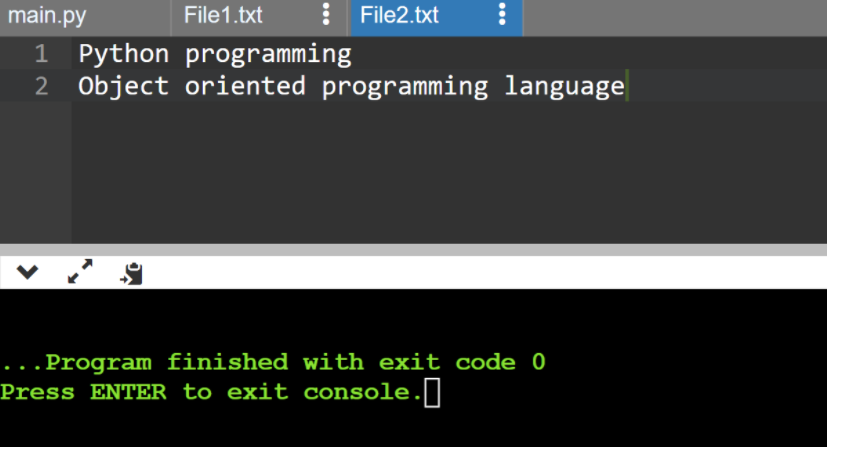 main.py File1.txt File2.txt
1 Python programming
2 Object oriented programming language
...Program finished with exit code 0
Press ENTER to exit console.